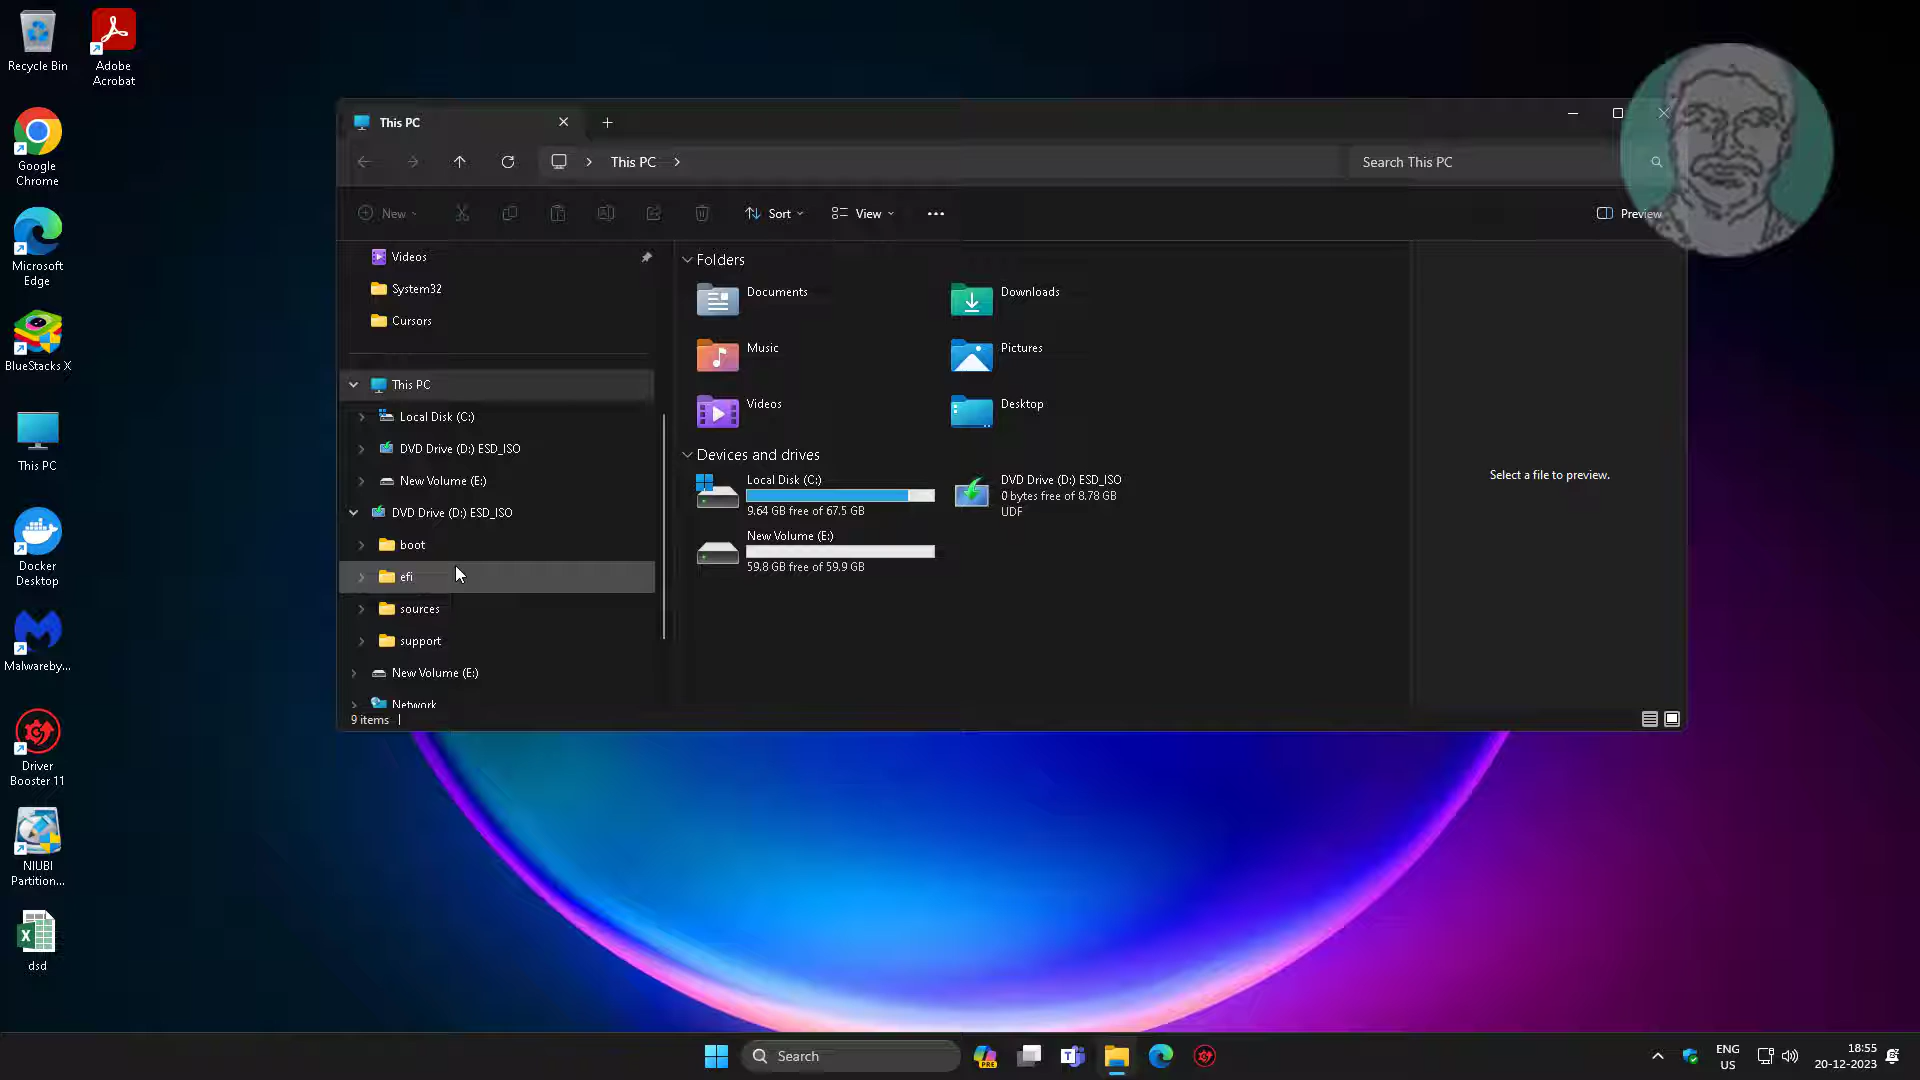 Recycle Bin
Adobe
Acrobat
Google
Chrome
Microsoft
Edge
BlueStacks X
This PC
Docker
Desktop
Malwareby...
Driver
Booster 11
NIUBI
Partition...
dsd
This PC
This PC
Search This PC
New
Sort
View
Preview
Videos
System32
Cursors
This PC
Local Disk (C:)
DVD Drive (D:) ESD_ISO
New Volume (E:)
DVD Drive (D:) ESD_ISO
boot
efi
sources
support
New Volume (E:)
Network
Folders
Documents
Downloads
Music
Pictures
Videos
Desktop
Devices and drives
Local Disk (C:)
9.64 GB free of 67.5 GB
DVD Drive (D:) ESD_ISO
0 bytes free of 8.78 GB
UDF
New Volume (E:)
59.8 GB free of 59.9 GB
Select a file to preview.
9 items
Search
PRE
ENG
US
18:55
20-12-2023